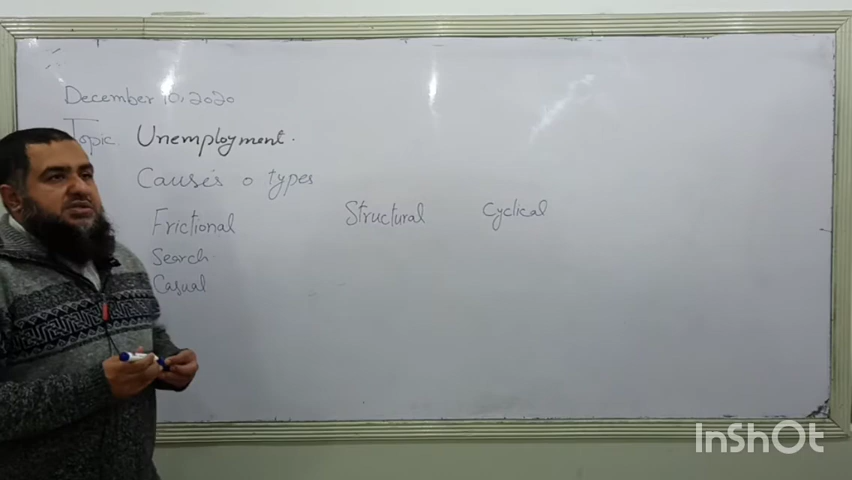 December 10, 2020
Topic Unemployment.
Causes o types
Frictional Structural Cyclical
Search
Casual
InShOt